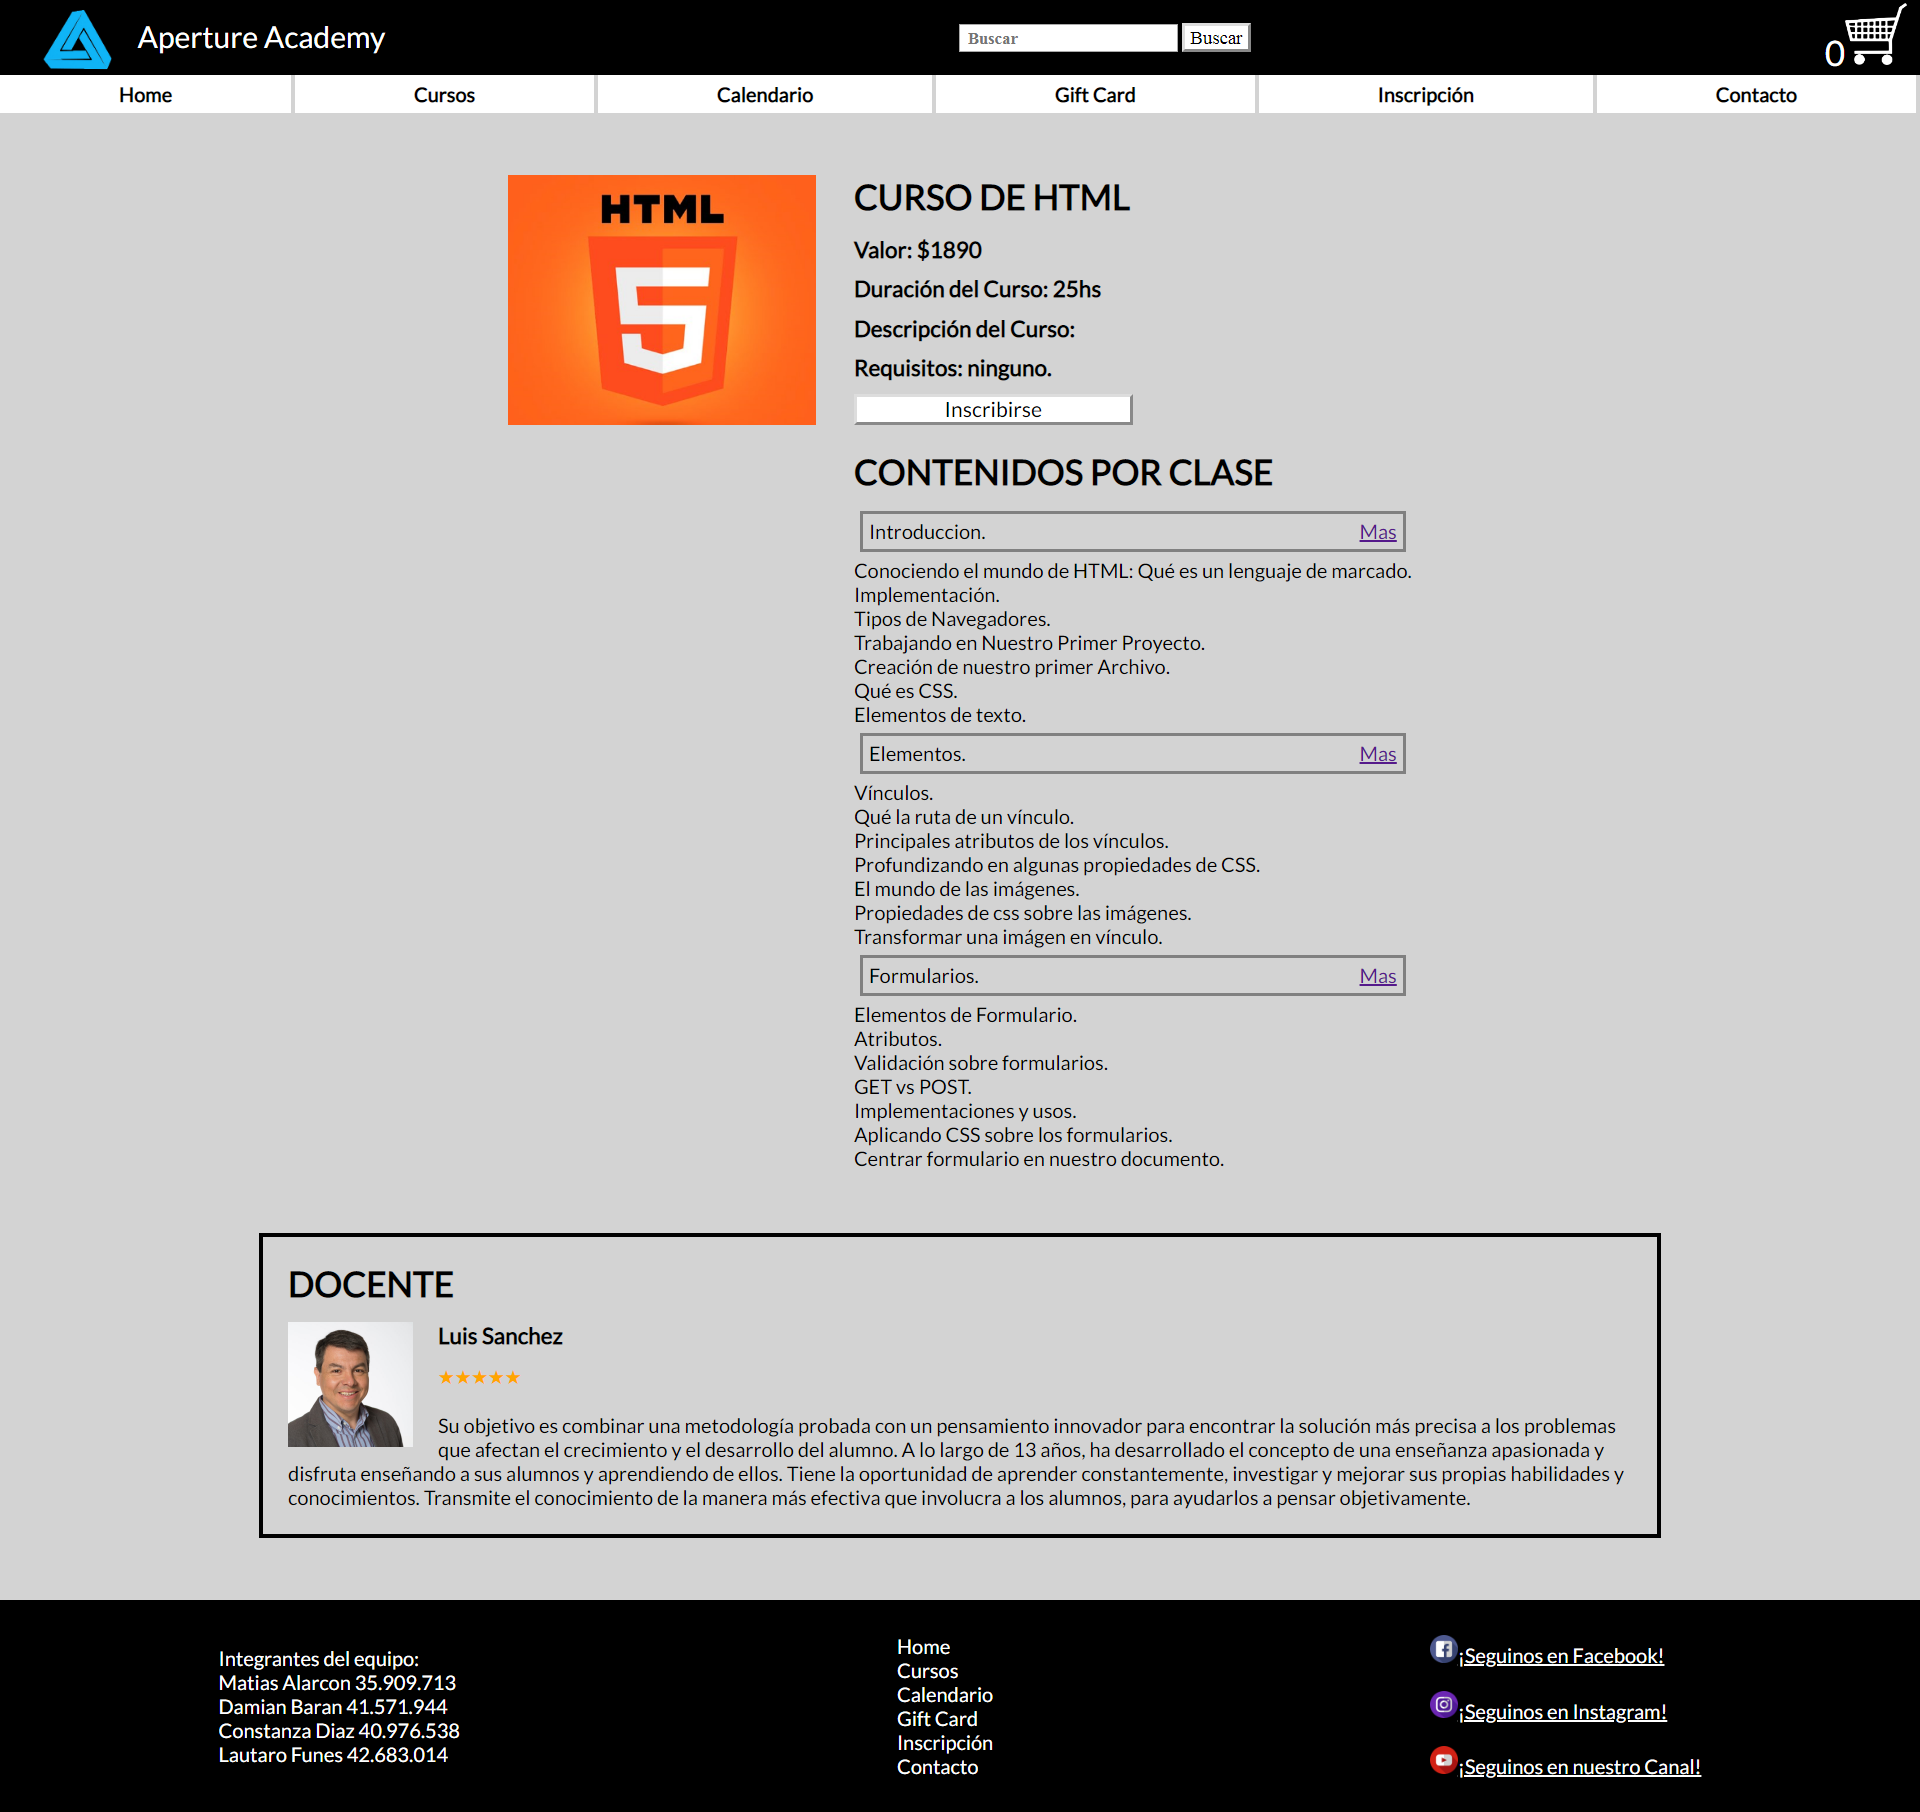 Aperture Academy
Buscar Buscar
0
Home Cursos Calendario Gift Card Inscripción Contacto
HTML
5
CURSO DE HTML
Valor: $1890
Duración del Curso: 25hs
Descripción del Curso:
Requisitos: ninguno.
Inscribirse
CONTENIDOS POR CLASE
Introduccion. Mas
Conociendo el mundo de HTML: Qué es un lenguaje de marcado.
Implementación.
Tipos de Navegadores.
Trabajando en Nuestro Primer Proyecto.
Creación de nuestro primer Archivo.
Qué es CSS.
Elementos de texto.
Elementos. Mas
Vínculos.
Qué la ruta de un vínculo.
Principales atributos de los vínculos.
Profundizando en algunas propiedades de CSS.
El mundo de las imágenes.
Propiedades de css sobre las imágenes.
Transformar una imágen en vínculo.
Formularios. Mas
Elementos de Formulario.
Atributos.
Validación sobre formularios.
GET vs POST.
Implementaciones y usos.
Aplicando CSS sobre los formularios.
Centrar formulario en nuestro documento.
DOCENTE
Luis Sanchez
★★★★★
Su objetivo es combinar una metodología probada con un pensamiento innovador para encontrar la solución más precisa a los problemas
que afectan el crecimiento y el desarrollo del alumno. A lo largo de 13 años, ha desarrollado el concepto de una enseñanza apasionada y
disfruta enseñando a sus alumnos y aprendiendo de ellos. Tiene la oportunidad de aprender constantemente, investigar y mejorar sus propias habilidades y
conocimientos. Transmite el conocimiento de la manera más efectiva que involucra a los alumnos, para ayudarlos a pensar objetivamente.
Integrantes del equipo:
Matias Alarcon 35.909.713
Damian Baran 41.571.944
Constanza Diaz 40.976.538
Lautaro Funes 42.683.014
Home
Cursos
Calendario
Gift Card
Inscripción
Contacto
¡Seguinos en Facebook!
¡Seguinos en Instagram!
¡Seguinos en nuestro Canal!